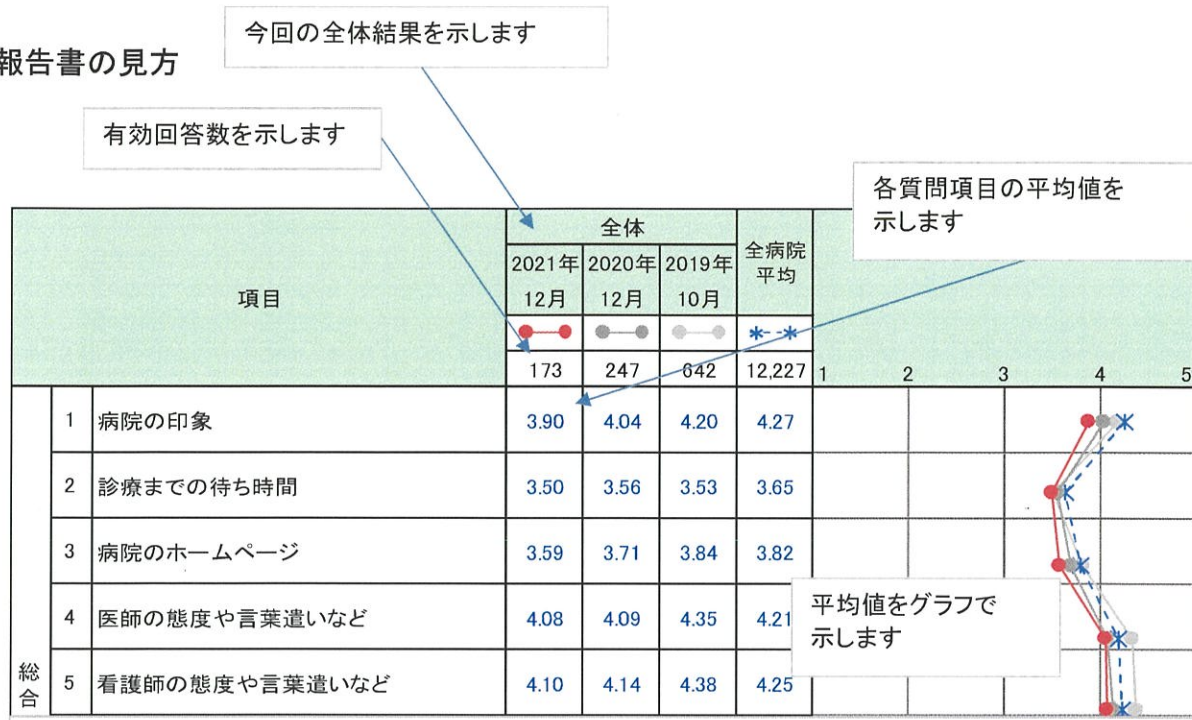 今回の全体結果を示します
報告書の見方
有効回答数を示します
各質問項目の平均値を
示します
項目
全体
全病院
平均
2021年
12月
2020年
12月
2019年
10月
173 247 642 12,227 1 2 3 4 5
総合
1 病院の印象 3.90 4.04 4.20 4.27
2 診療までの待ち時間 3.50 3.56 3.53 3.65
3 病院のホームページ 3.59 3.71 3.84 3.82
4 医師の態度や言葉遣いなど 4.08 4.09 4.35 4.21
5 看護師の態度や言葉遣いなど 4.10 4.14 4.38 4.25
平均値をグラフで
示します